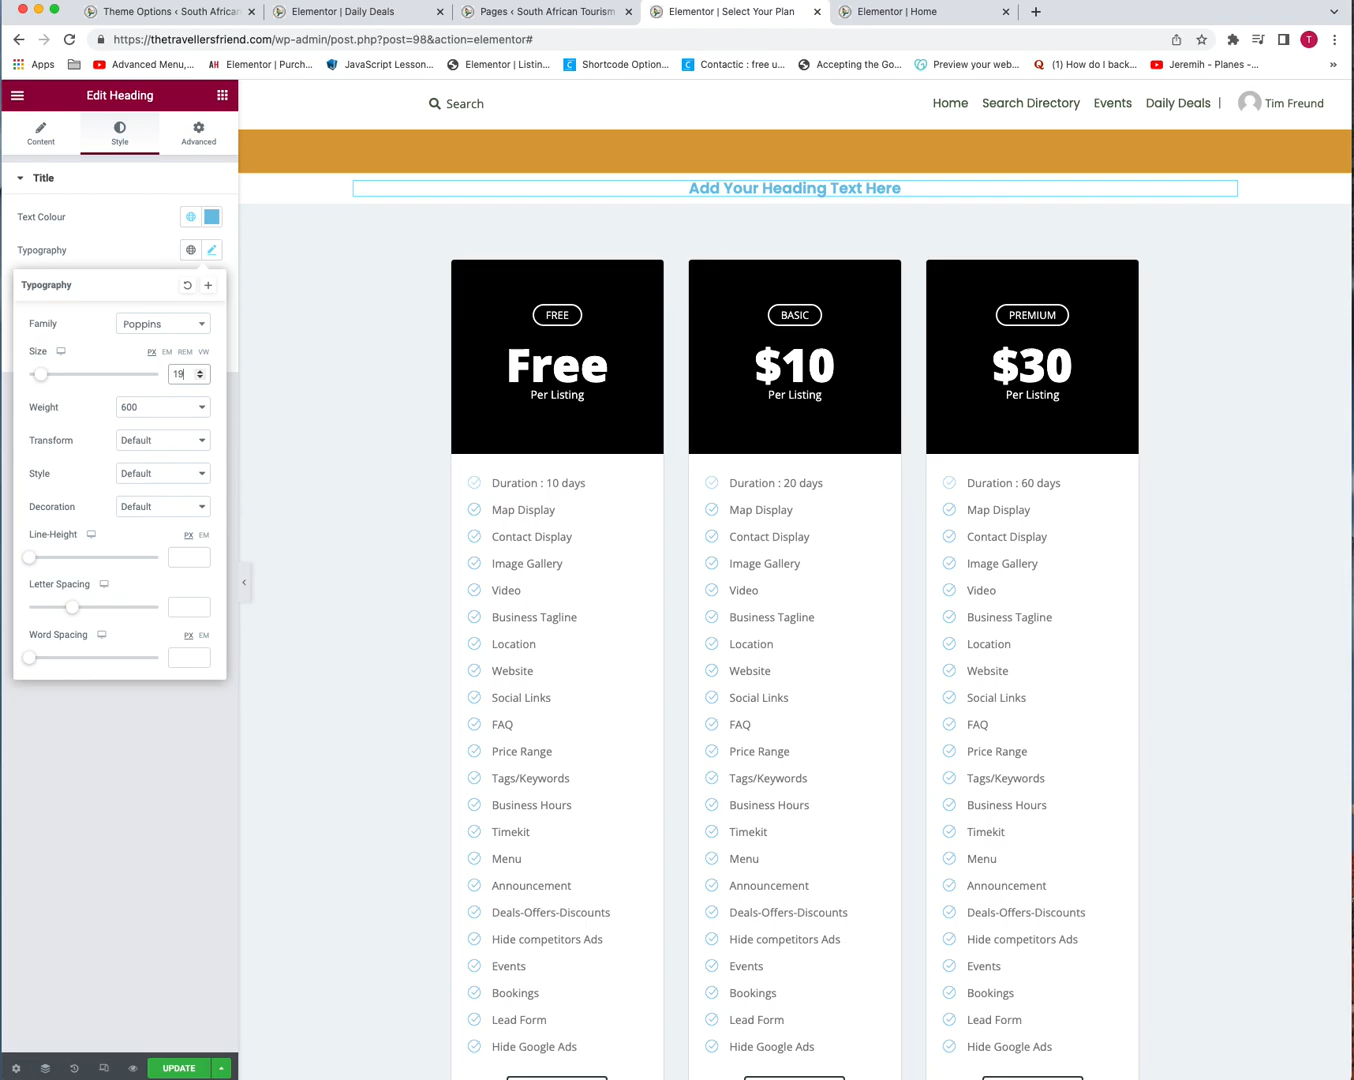 Theme Options ‹ South African
Elementor | Daily Deals
Pages ‹ South African Tourism
Elementor | Select Your Plan
Elementor | Home
https://thetravellersfriend.com/wp-admin/post.php?post=98&action=elementor#
T
Apps
Advanced Menu,...
AH Elementor | Purch...
JavaScript Lesson...
Elementor | Listin...
C Shortcode Option...
C Contactic : free u...
Accepting the Go...
Preview your web...
Q (1) How do I back...
Jeremih - Planes -...
»
Edit Heading
Search
Home
Search Directory
Events
Daily Deals |
Tim Freund
Content
Style
Advanced
Title
Add Your Heading Text Here
Text Colour
Typography
Typography
Family
Poppins
Size
PX EM REM VW
19
Weight
600
Transform
Default
Style
Default
Decoration
Default
Line-Height
PX EM
Letter Spacing
Word Spacing
PX EM
UPDATE
FREE
Free
Per Listing
Duration : 10 days
Map Display
Contact Display
Image Gallery
Video
Business Tagline
Location
Website
Social Links
FAQ
Price Range
Tags/Keywords
Business Hours
Timekit
Menu
Announcement
Deals-Offers-Discounts
Hide competitors Ads
Events
Bookings
Lead Form
Hide Google Ads
BASIC
$10
Per Listing
Duration : 20 days
Map Display
Contact Display
Image Gallery
Video
Business Tagline
Location
Website
Social Links
FAQ
Price Range
Tags/Keywords
Business Hours
Timekit
Menu
Announcement
Deals-Offers-Discounts
Hide competitors Ads
Events
Bookings
Lead Form
Hide Google Ads
PREMIUM
$30
Per Listing
Duration : 60 days
Map Display
Contact Display
Image Gallery
Video
Business Tagline
Location
Website
Social Links
FAQ
Price Range
Tags/Keywords
Business Hours
Timekit
Menu
Announcement
Deals-Offers-Discounts
Hide competitors Ads
Events
Bookings
Lead Form
Hide Google Ads